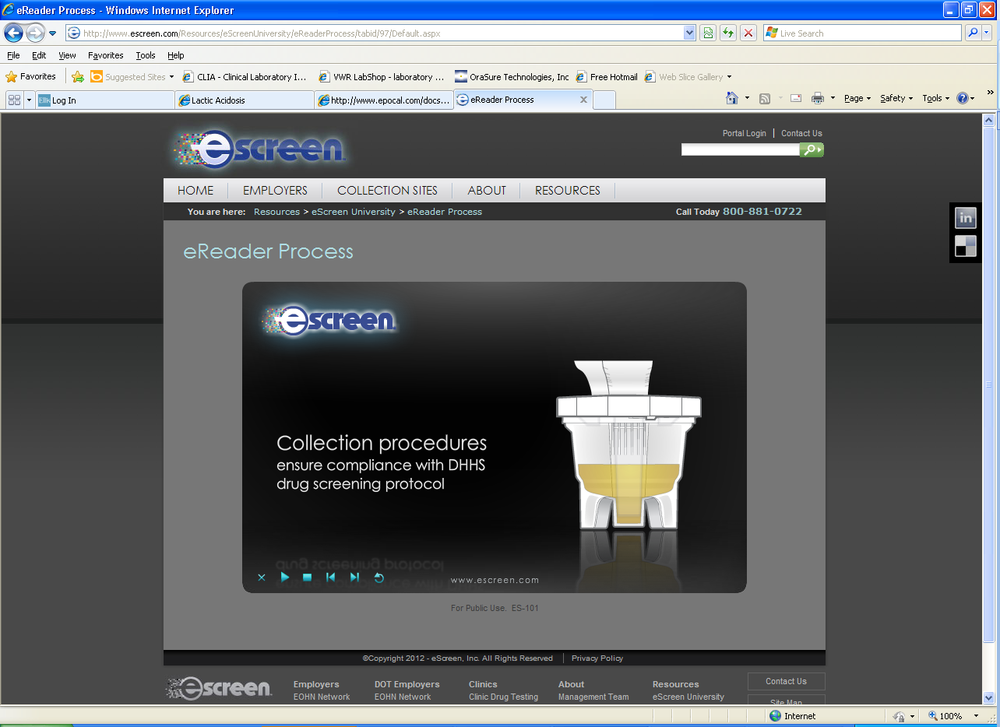 eReader Process - Windows Internet Explorer
http://www.escreen.com/Resources/eScreenUniversity/eReaderProcess/tabid/97/Default.aspx
Live Search
File Edit View Favorites Tools Help
Favorites Suggested Sites CLIA - Clinical Laboratory I... VWR LabShop - laboratory ... OraSure Technologies, Inc Free Hotmail Web Slice Gallery
Elik Log In Lactic Acidosis http://www.epocal.com/docs... eReader Process Page Safety Tools
escreen
Portal Login | Contact Us
HOME EMPLOYERS COLLECTION SITES ABOUT RESOURCES
You are here: Resources > eScreen University > eReader Process Call Today 800-881-0722
in
eReader Process
escreen
Collection procedures
ensure compliance with DHHS
drug screening protocol
drug screening protocol
www.escreen.com
For Public Use. ES-101
©Copyright 2012 - eScreen, Inc. All Rights Reserved | Privacy Policy
escreen
Employers DOT Employers Clinics About Resources Contact Us
EOHN Network EOHN Network Clinic Drug Testing Management Team eScreen University Site Map
Internet 100%